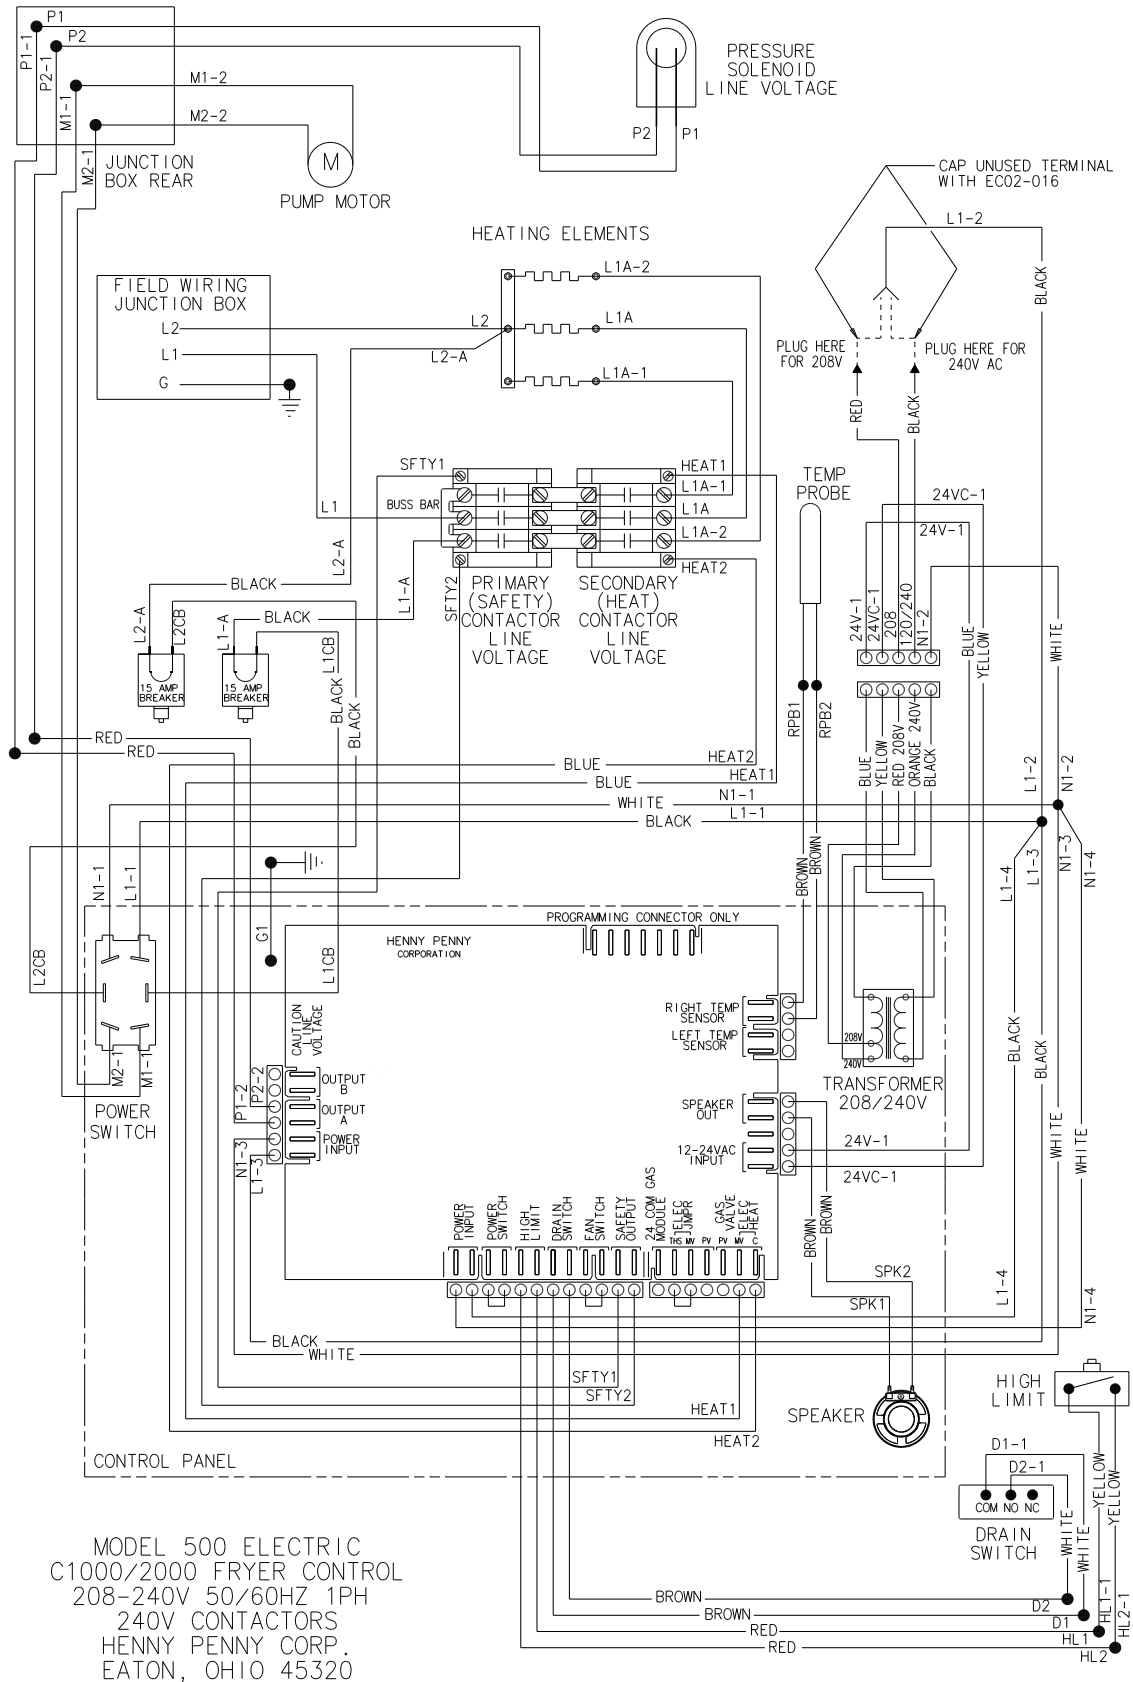 P1
P2
P1-1
P2-1
M1-1
M2-1
M1-2
M2-2
JUNCTION
BOX REAR
M
PUMP MOTOR
PRESSURE
SOLENOID
LINE VOLTAGE
P2
P1
CAP UNUSED TERMINAL
WITH EC02-016
L1-2
BLACK
PLUG HERE
FOR 208V
PLUG HERE FOR
240V AC
RED
BLACK
HEATING ELEMENTS
L1A-2
L1A
L1A-1
L2
L2-A
FIELD WIRING
JUNCTION BOX
L2
L1
G
SFTY1
BUSS BAR
L1
L2-A
L1-A
SFTY2
HEAT1
L1A-1
L1A
L1A-2
HEAT2
PRIMARY
(SAFETY)
CONTACTOR
LINE
VOLTAGE
SECONDARY
(HEAT)
CONTACTOR
LINE
VOLTAGE
TEMP
PROBE
24VC-1
24V-1
24V-1
24VC-1
208
120/240
N1-2
BLUE
YELLOW
WHITE
BLACK
BLACK
L2-A
L2CB
L1-A
L1CB
15 AMP
BREAKER
15 AMP
BREAKER
BLACK
BLACK
RPB1
RPB2
BLUE
YELLOW
RED 208V
ORANGE 240V
BLACK
RED
RED
BLUE
HEAT2
BLUE
HEAT1
WHITE
N1-1
BLACK
L1-1
L1-2
N1-2
L1-4
L1-3
N1-3
N1-4
BROWN
BROWN
N1-1
L1-1
G1
L2CB
L1CB
PROGRAMMING CONNECTOR ONLY
HENNY PENNY
CORPORATION
CAUTION
LINE
VOLTAGE
RIGHT TEMP
SENSOR
LEFT TEMP
SENSOR
208V
240V
TRANSFORMER
208/240V
BLACK
BLACK
M2-1
M1-1
POWER
SWITCH
P1-2
P2-2
N1-3
L1-3
OUTPUT
B
OUTPUT
A
POWER
INPUT
SPEAKER
OUT
12-24VAC
INPUT
24V-1
24VC-1
WHITE
WHITE
POWER
INPUT
POWER
SWITCH
HIGH
LIMIT
DRAIN
SWITCH
FAN
SWITCH
SAFETY
OUTPUT
24 COM GAS
MODULE
ELEC
JMPR
GAS
VALVE
ELEC
HEAT
THS MV PV PV MV C
BROWN
BROWN
SPK2
SPK1
L1-4
N1-4
BLACK
WHITE
SFTY1
SFTY2
HEAT1
HEAT2
SPEAKER
HIGH
LIMIT
CONTROL PANEL
D1-1
D2-1
COM NO NC
DRAIN
SWITCH
WHITE
WHITE
YELLOW
YELLOW
BROWN
D2
BROWN
D1
RED
HL1
RED
HL2
HL1-1
HL2-1
MODEL 500 ELECTRIC
C1000/2000 FRYER CONTROL
208-240V 50/60HZ 1PH
240V CONTACTORS
HENNY PENNY CORP.
EATON, OHIO 45320